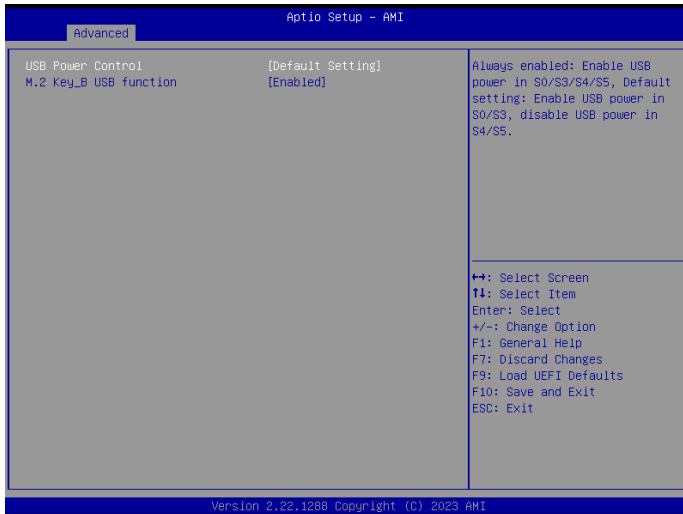 Aptio Setup - AMI
Advanced
USB Power Control [Default Setting]
M.2 Key_B USB function [Enabled]
Always enabled: Enable USB
power in S0/S3/S4/S5, Default
setting: Enable USB power in
S0/S3, disable USB power in
S4/S5.
↔: Select Screen
↑↓: Select Item
Enter: Select
+/-: Change Option
F1: General Help
F7: Discard Changes
F9: Load UEFI Defaults
F10: Save and Exit
ESC: Exit
Version 2.22.1288 Copyright (C) 2023 AMI